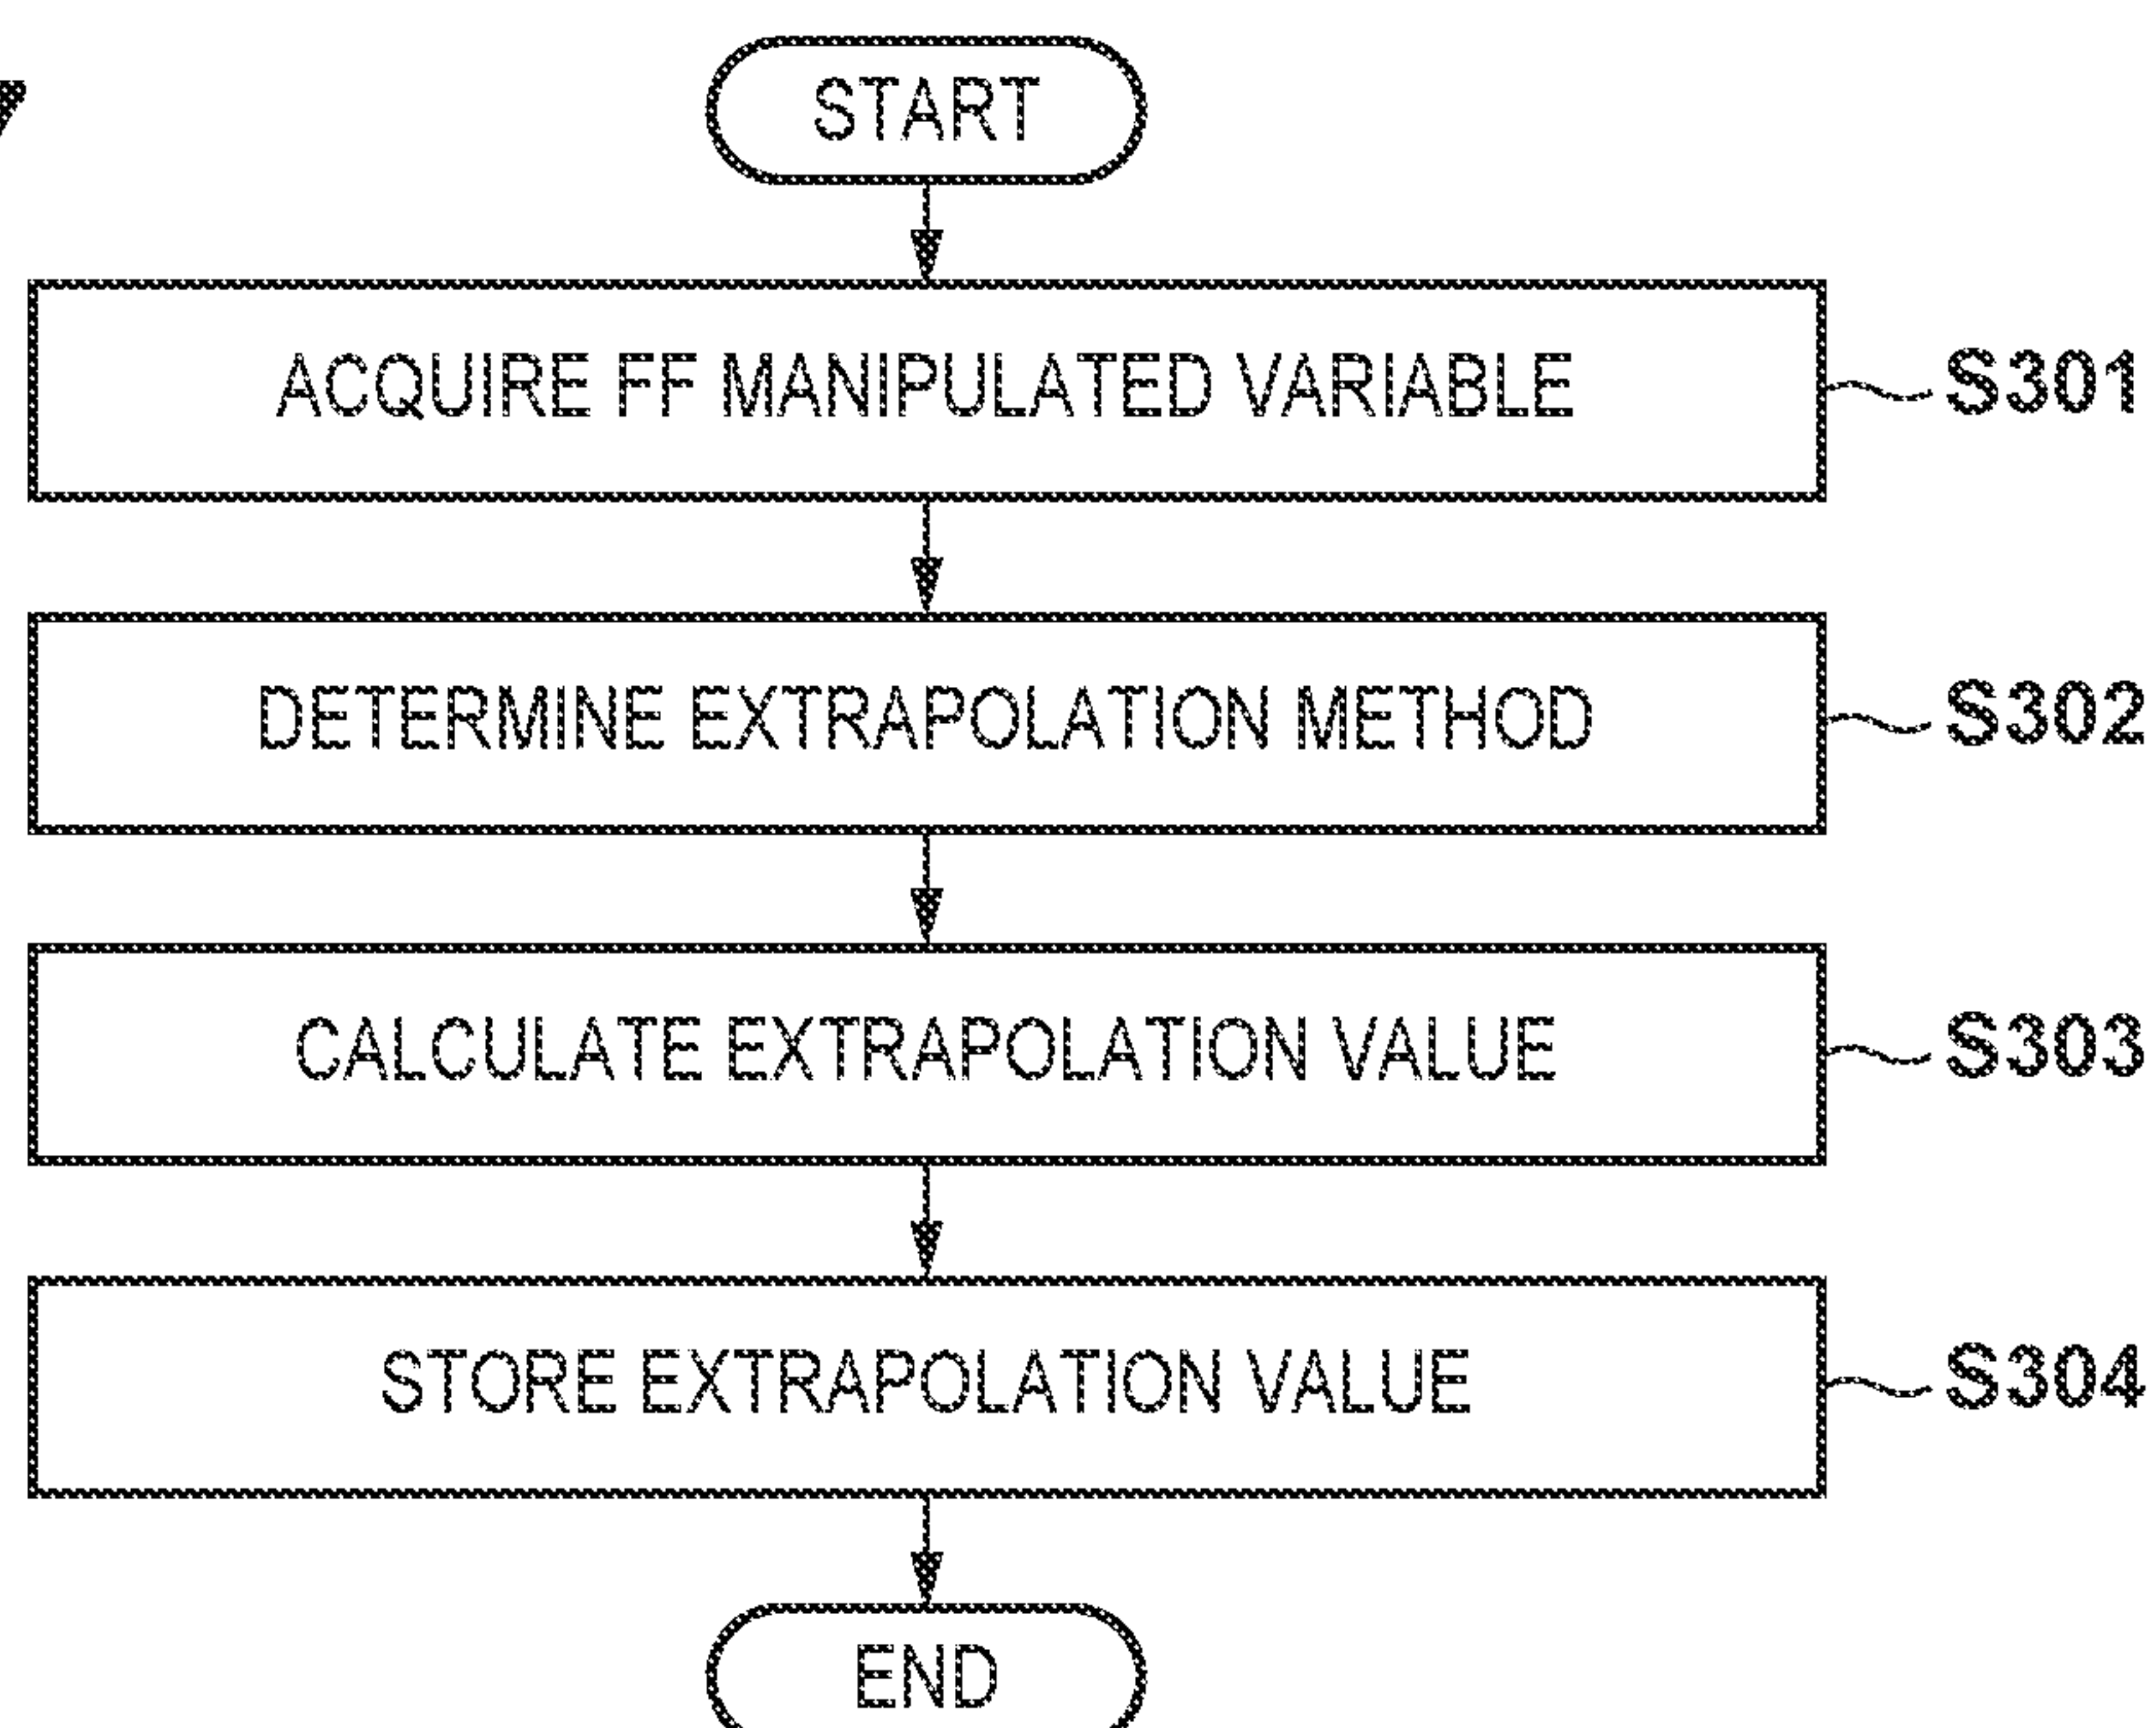 START
ACQUIRE FF MANIPULATED VARIABLE
S301
DETERMINE EXTRAPOLATION METHOD
S302
CALCULATE EXTRAPOLATION VALUE
S303
STORE EXTRAPOLATION VALUE
S304
END